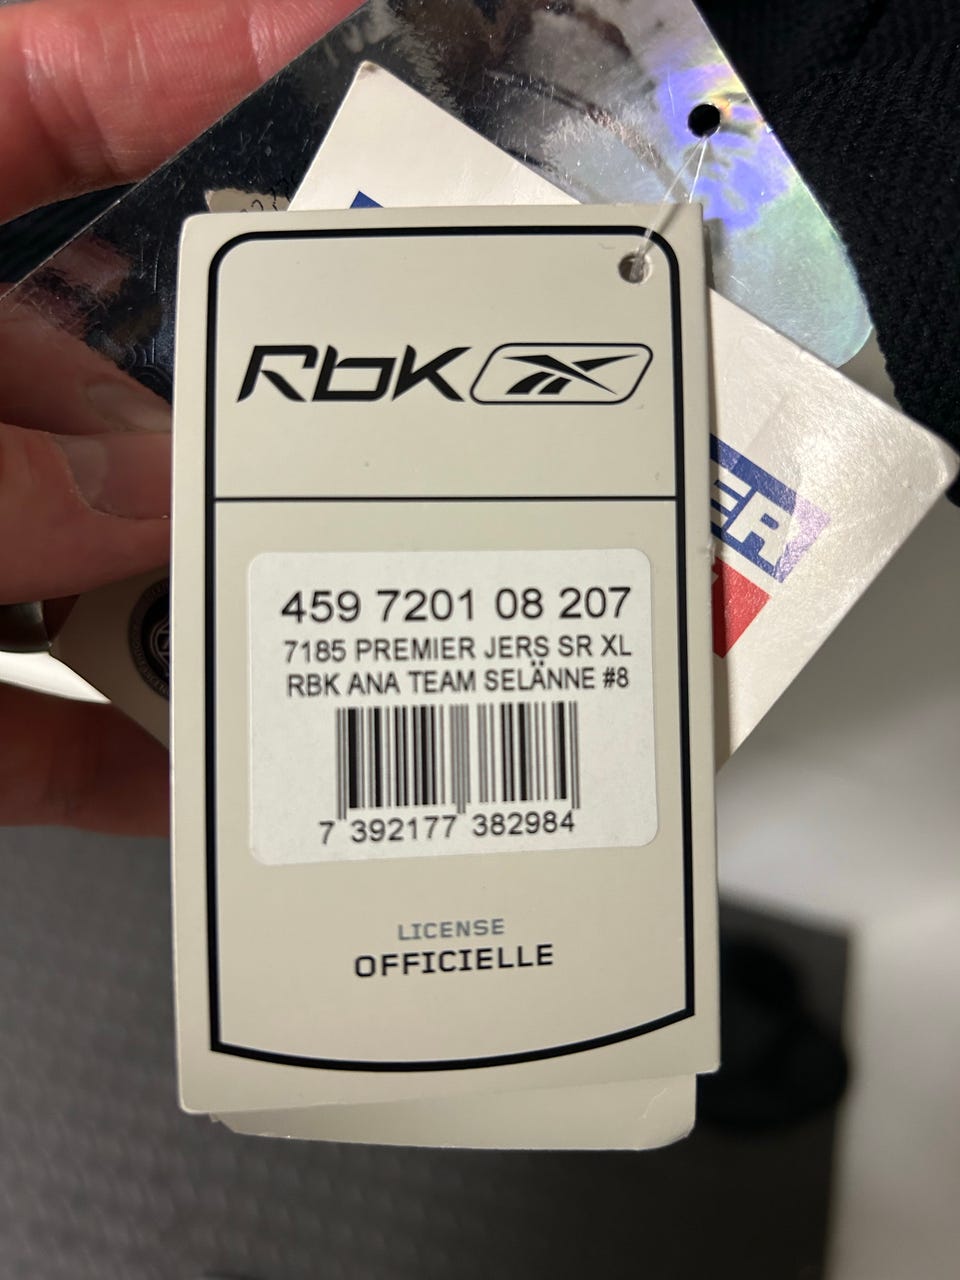 RbK
459 7201 08 207
7185 PREMIER JERS SR XL
RBK ANA TEAM SELÄNNE #8
7 392177 382984
LICENSE
OFFICIELLE
ER